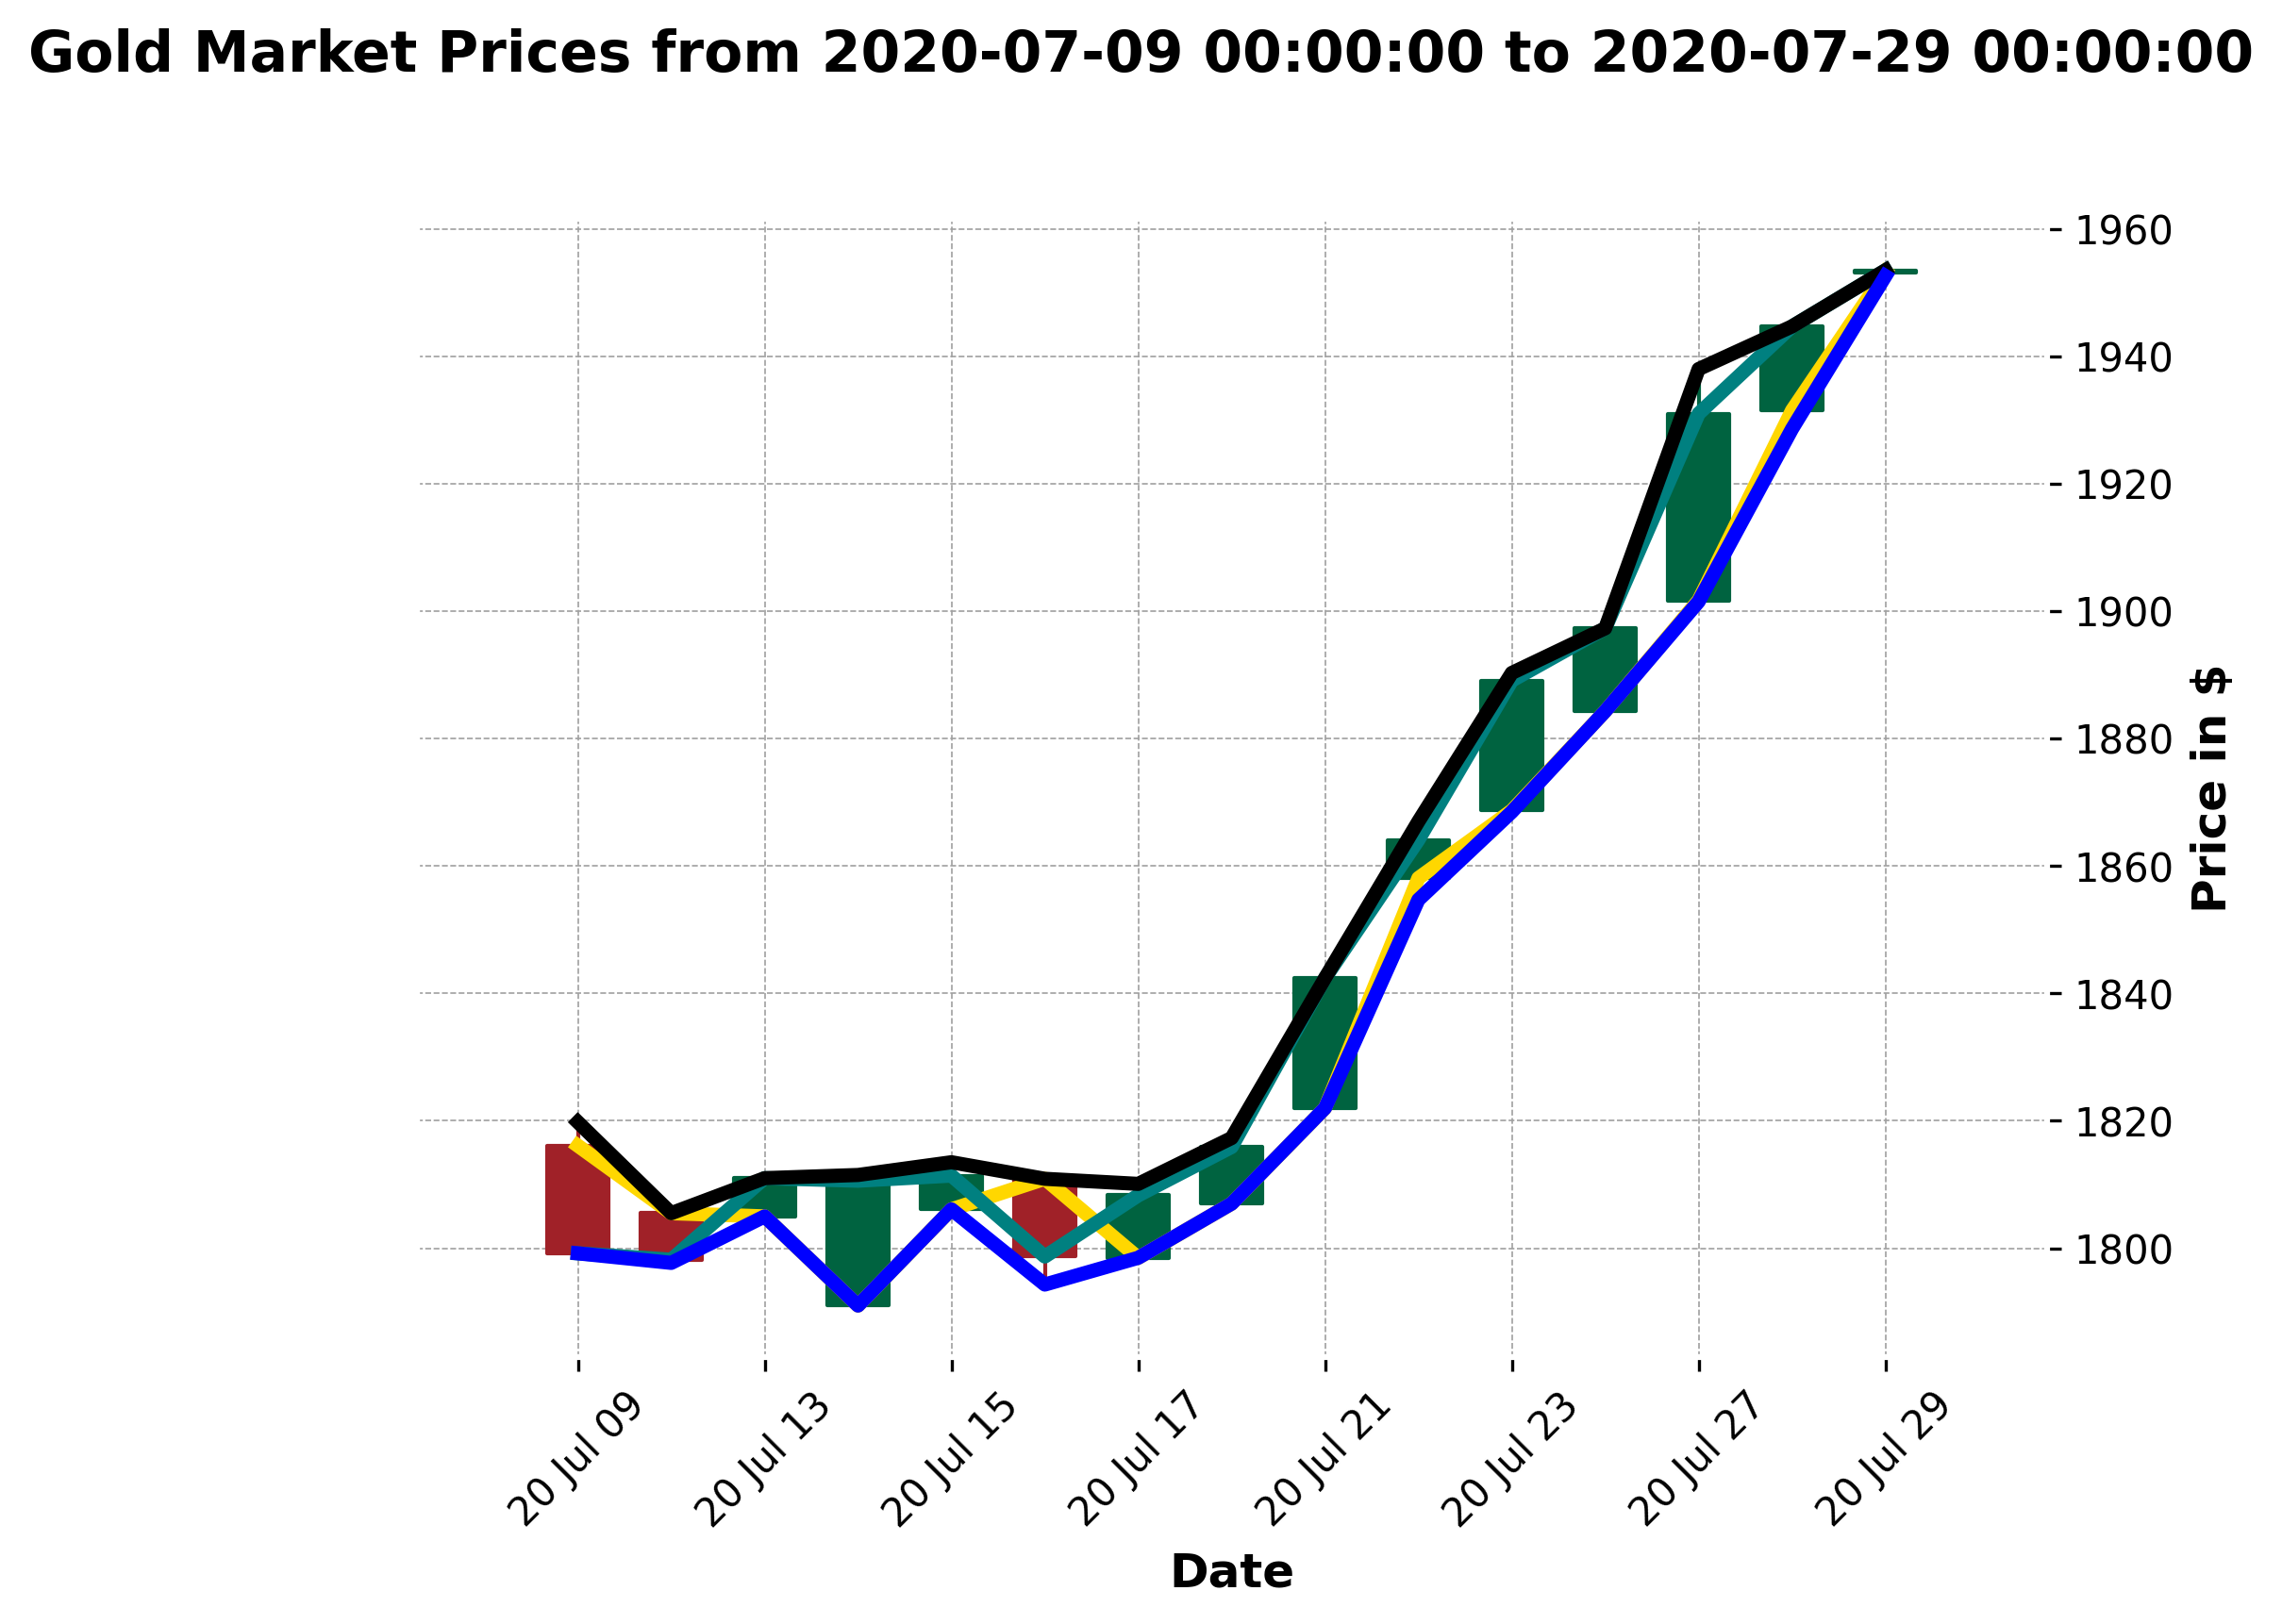 Gold Market Prices from 2020-07-09 00:00:00 to 2020-07-29 00:00:00
1960
1940
1920
1900
1880
1860
1840
1820
1800
Price in $
20 Jul 09
20 Jul 13
20 Jul 15
20 Jul 17
20 Jul 21
20 Jul 23
20 Jul 27
20 Jul 29
Date